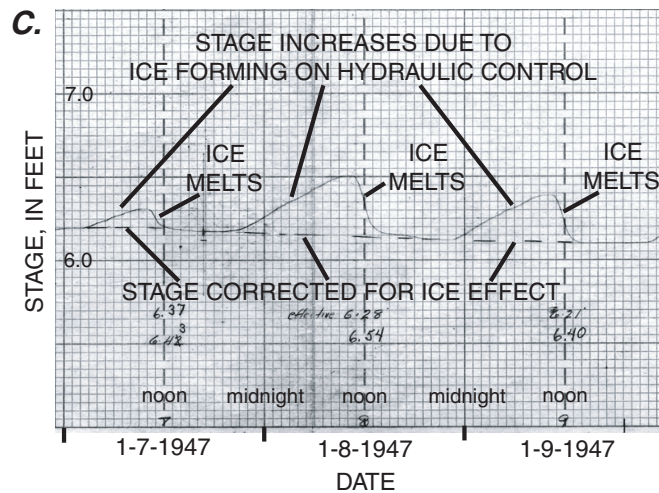 C.
STAGE INCREASES DUE TO
ICE FORMING ON HYDRAULIC CONTROL
7.0
ICE
MELTS
ICE
MELTS
ICE
MELTS
STAGE, IN FEET
6.0
STAGE CORRECTED FOR ICE EFFECT
6.37 effective 6.28 6.21
6.54 6.40
noon midnight noon midnight noon
7 8 9
1-7-1947 1-8-1947 1-9-1947
DATE